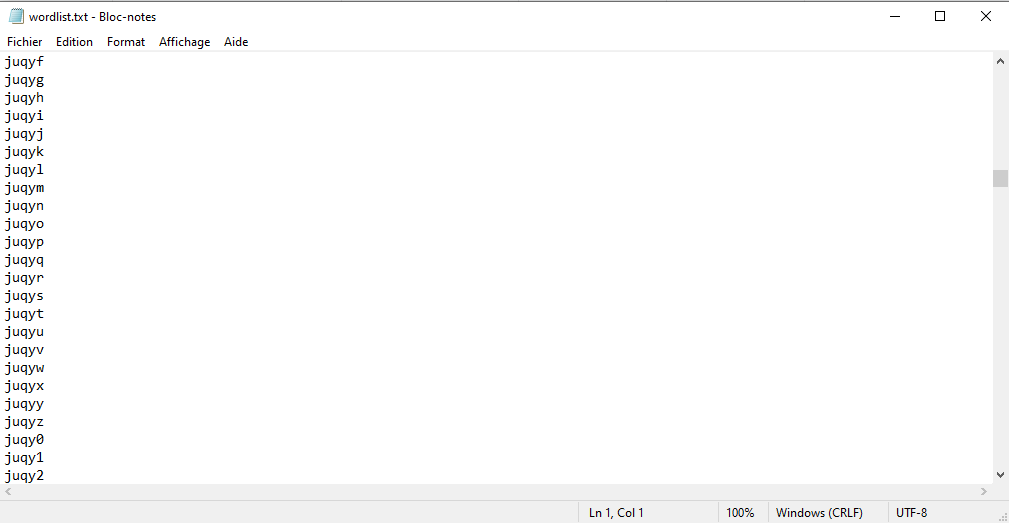 wordlist.txt - Bloc-notes
Fichier Edition Format Affichage Aide
juqyf
juqyg
juqyh
juqyi
juqyj
juqyk
juqyl
juqym
juqyn
juqyo
juqyp
juqyq
juqyr
juqys
juqyt
juqyu
juqyv
juqyw
juqyx
juqyy
juqyz
juqy0
juqy1
juqy2
Ln 1, Col 1 100% Windows (CRLF) UTF-8